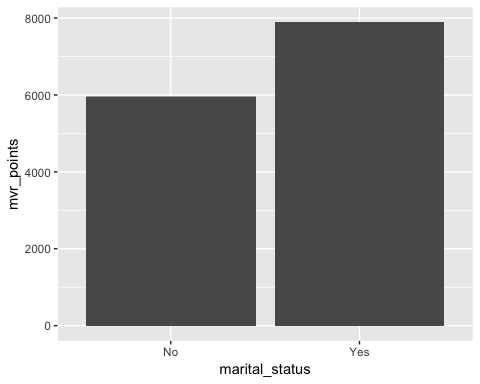 8000
6000
4000
2000
0
mvr_points
No
Yes
marital_status